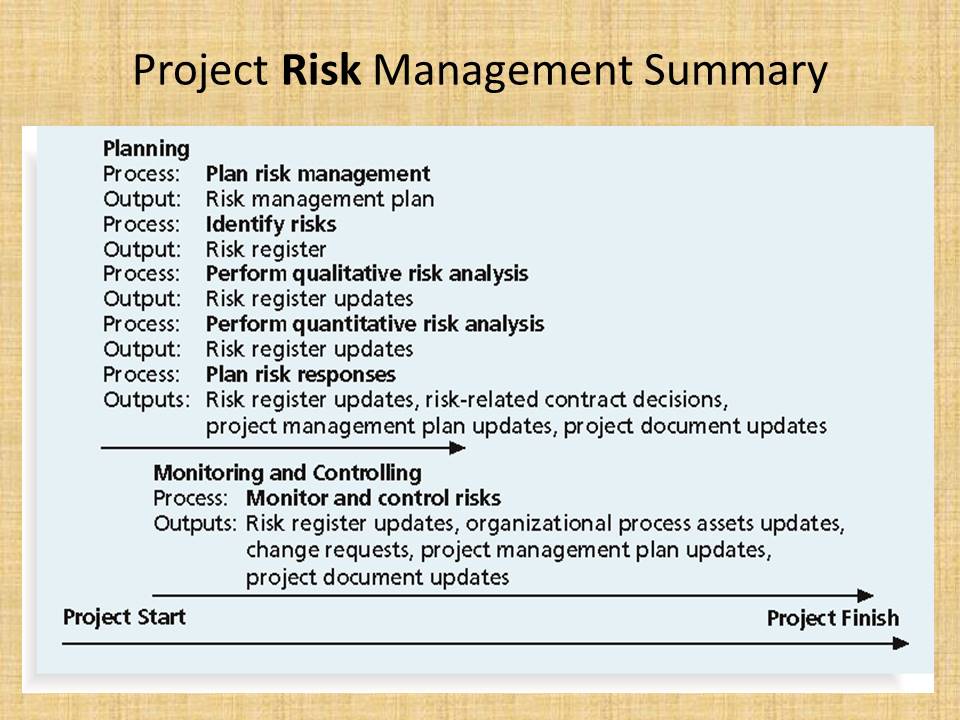 Project Risk Management Summary
Planning
Process: Plan risk management
Output: Risk management plan
Process: Identify risks
Output: Risk register
Process: Perform qualitative risk analysis
Output: Risk register updates
Process: Perform quantitative risk analysis
Output: Risk register updates
Process: Plan risk responses
Outputs: Risk register updates, risk-related contract decisions,
project management plan updates, project document updates
Monitoring and Controlling
Process: Monitor and control risks
Outputs: Risk register updates, organizational process assets updates,
change requests, project management plan updates,
project document updates
Project Start Project Finish